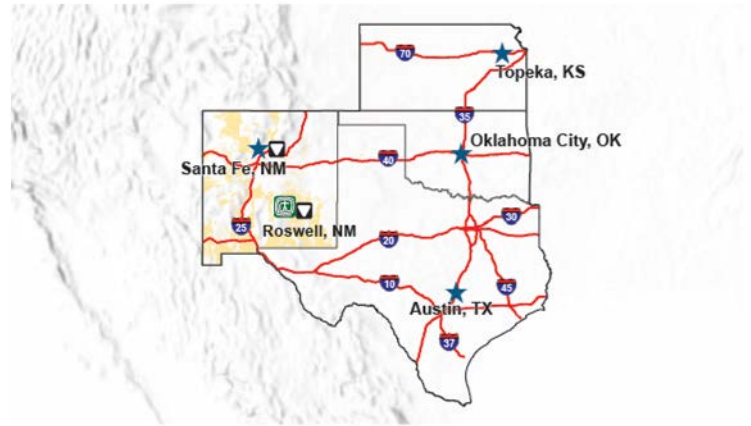 70
Topeka, KS
35
Oklahoma City, OK
Santa Fe, NM
40
Roswell, NM
25
30
20
10
45
Austin, TX
37